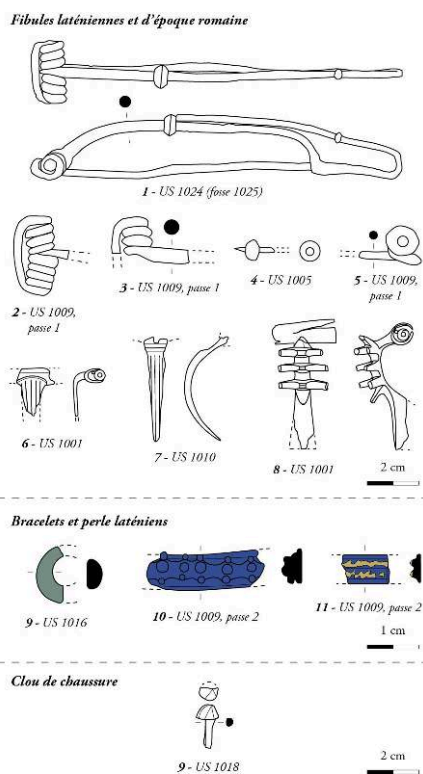 Fibules laténiennes et d'époque romaine
1 - US 1024 (fosse 1025)
2 - US 1009,
passe 1
3 - US 1009, passe 1
4 - US 1005
5 - US 1009,
passe 1
6 - US 1001
7 - US 1010
8 - US 1001
2 cm
Bracelets et perle laténiens
9 - US 1016
10 - US 1009, passe 2
11 - US 1009, passe 2
1 cm
Clou de chaussure
9 - US 1018
2 cm